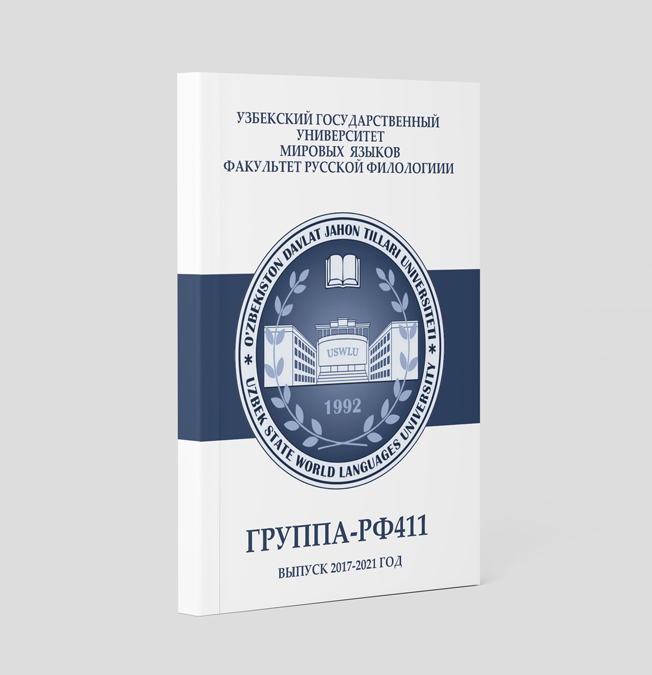 УЗБЕКСКИЙ ГОСУДАРСТВЕННЫЙ
УНИВЕРСИТЕТ
МИРОВЫХ ЯЗЫКОВ
ФАКУЛЬТЕТ РУССКОЙ ФИЛОЛОГИИИ
O'ZBEKISTON DAVLAT JAHON TILLARI UNIVERSITETI
USWLU
1992
* UZBEK STATE WORLD LANGUAGES UNIVERSITY *
ГРУППА-РФ411
ВЫПУСК 2017-2021 ГОД